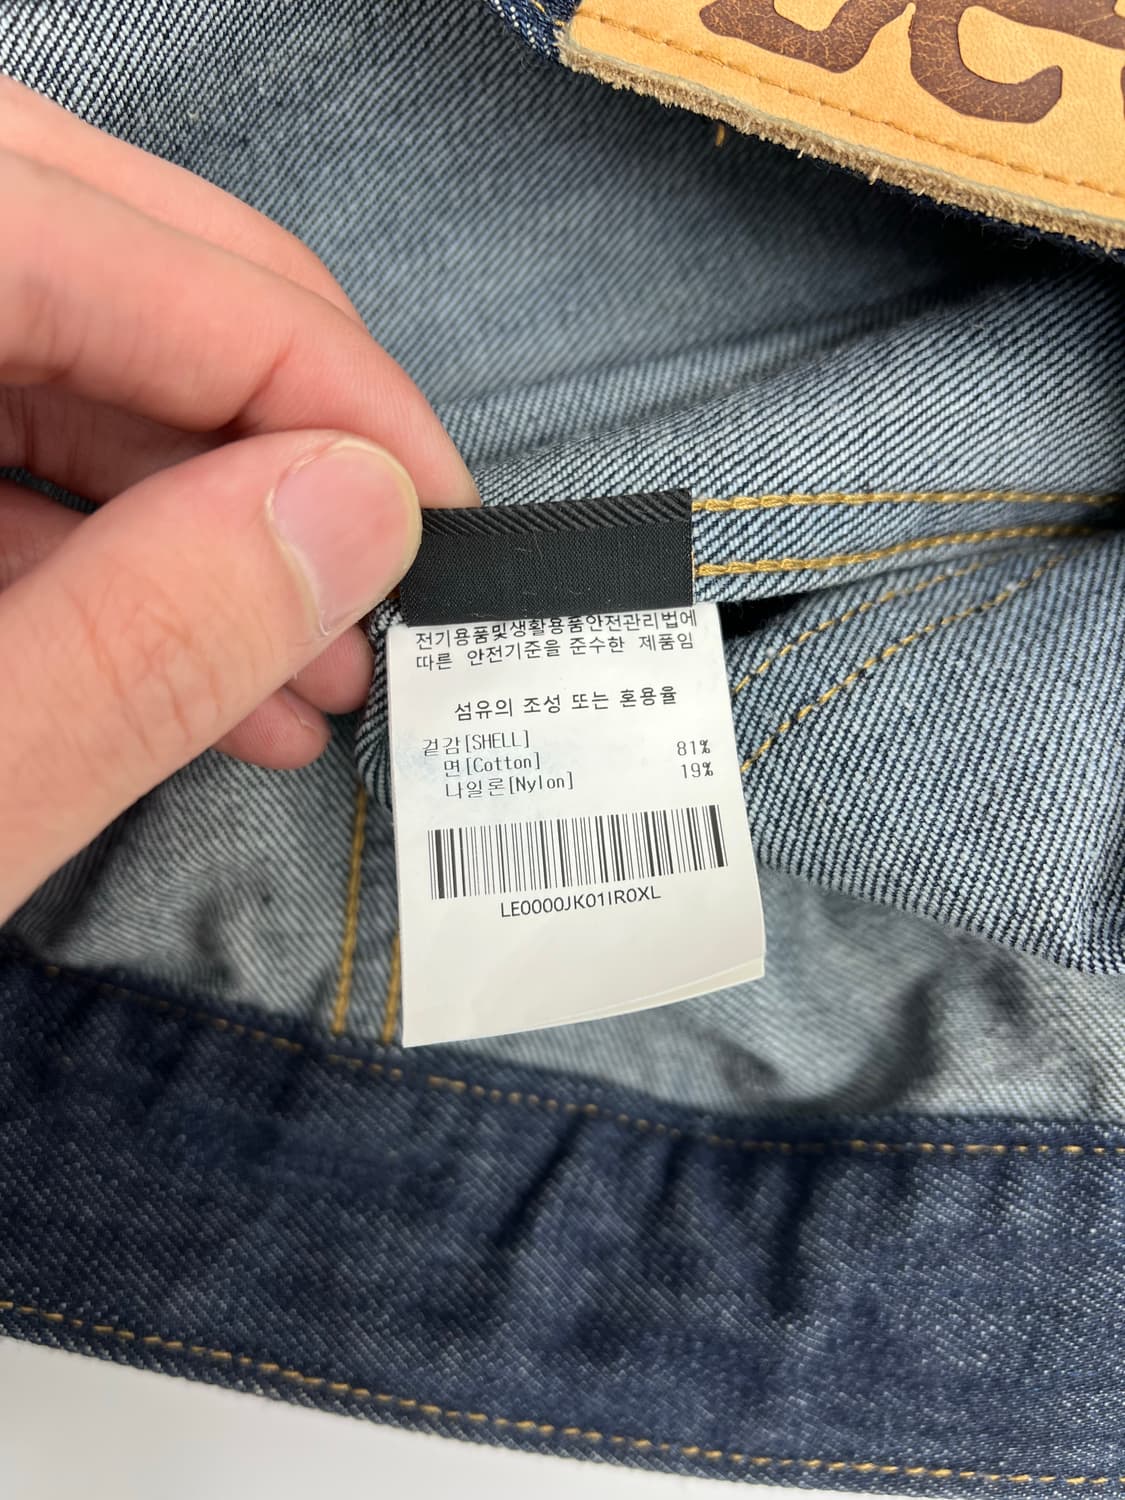 전기용품및생활용품안전관리법에
따른 안전기준을 준수한 제품임
섬유의 조성 또는 혼용율
겉감[SHELL]
면[Cotton] 81%
나일론[Nylon] 19%
LE0000JK01IR0XL